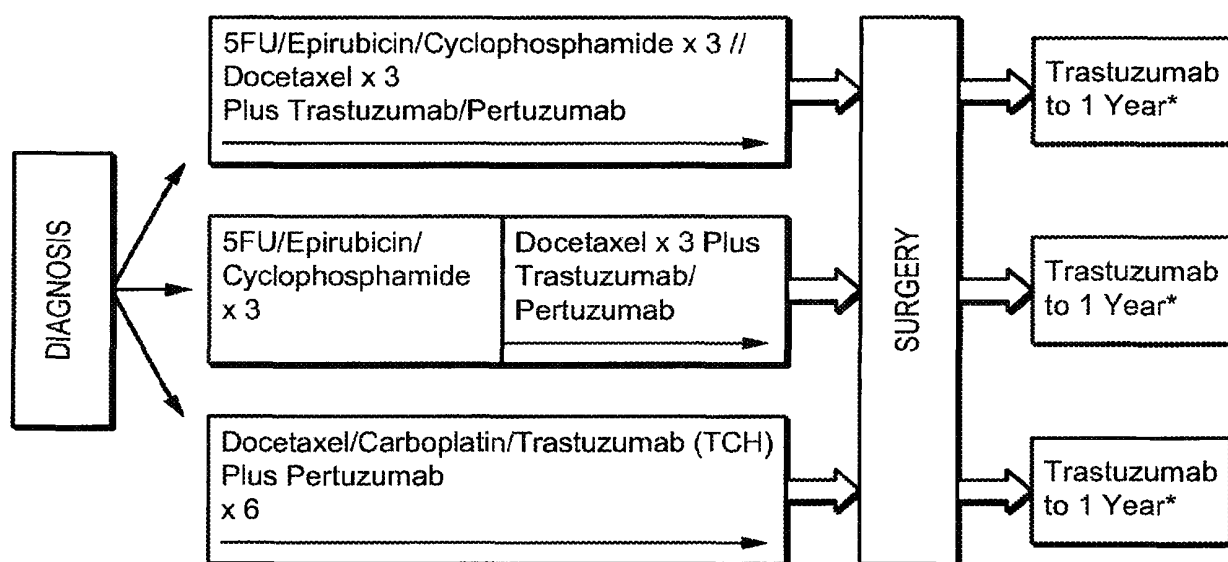 DIAGNOSIS
5FU/Epirubicin/Cyclophosphamide x 3 //
Docetaxel x 3
Plus Trastuzumab/Pertuzumab
5FU/Epirubicin/
Cyclophosphamide
x 3
Docetaxel x 3 Plus
Trastuzumab/
Pertuzumab
Docetaxel/Carboplatin/Trastuzumab (TCH)
Plus Pertuzumab
x 6
SURGERY
Trastuzumab
to 1 Year*
Trastuzumab
to 1 Year*
Trastuzumab
to 1 Year*